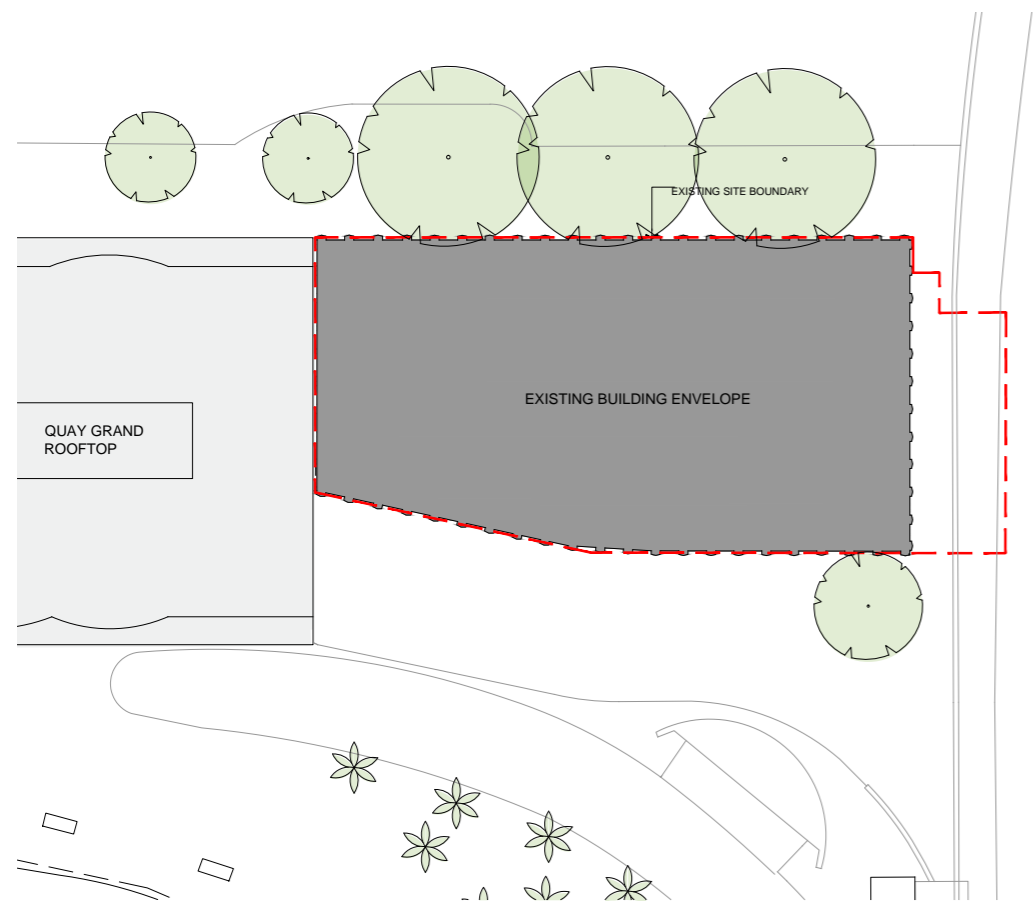 EXISTING SITE BOUNDARY
EXISTING BUILDING ENVELOPE
QUAY GRAND
ROOFTOP